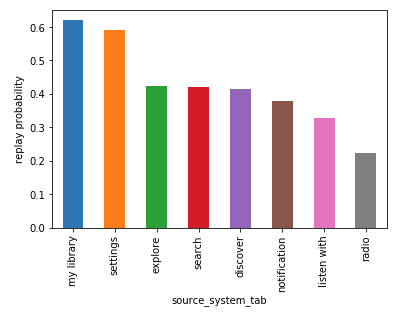 replay probability
0.6
0.5
0.4
0.3
0.2
0.1
0.0
my library
settings
explore
search
discover
notification
listen with
radio
source_system_tab